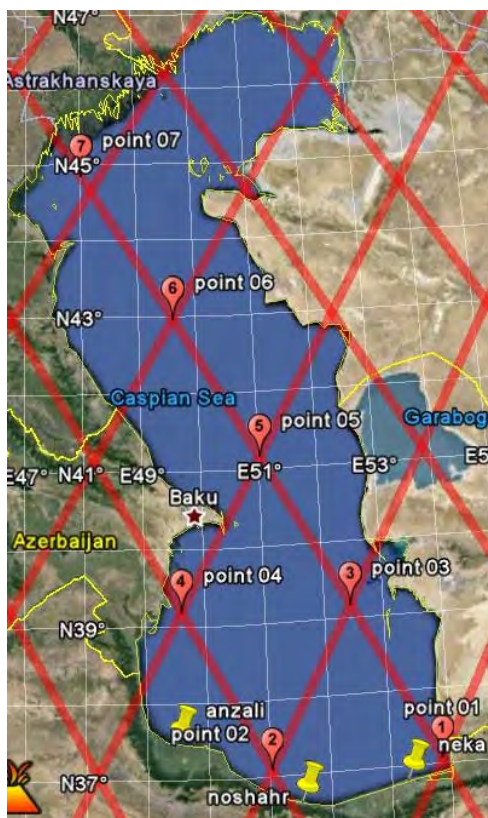 N47°
Astrakhanskaya
7 point 07
N45°
6 point 06
N43°
Caspian Sea
5 point 05
Garabog
E47° N41° E49° E51° E53° E5
Baku
Azerbaijan
4 point 04
3 point 03
N39°
anzali
point 01
1
point 02 2
neka
N37°
noshahr